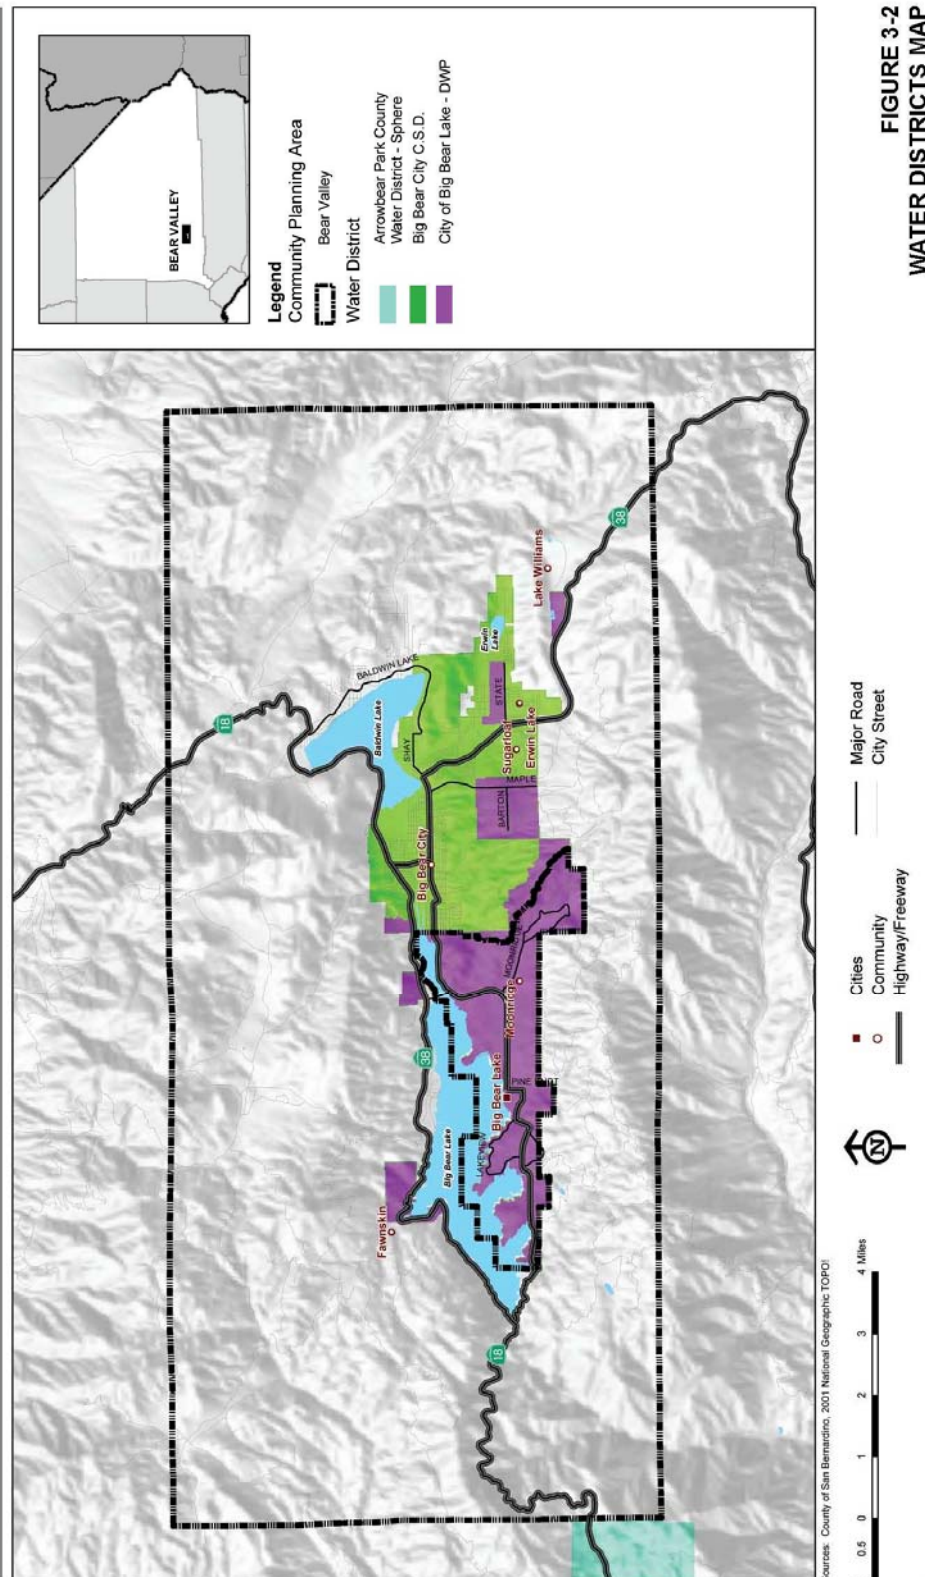 FIGURE 3-2
WATER DISTRICTS MAP
BEAR VALLEY
Legend
Community Planning Area
Bear Valley
Water District
Arrowbear Park County
Water District - Sphere
Big Bear City C.S.D.
City of Big Bear Lake - DWP
18
BALDWIN LAKE
Baldwin Lake
SHAY
Big Bear City
38
Fawnskin
Big Bear Lake
LAKEVIEW
Big Bear Lake
PINE
Moonridge
BARTON
MAPLE
Sugarloaf
Erwin Lake
STATE
Erwin
Lake
Lake Williams
38
18
ources: County of San Bernardino, 2001 National Geographic TOPO!
0.5 0 1 2 3 4 Miles
N
Cities
Community
Highway/Freeway
Major Road
City Street